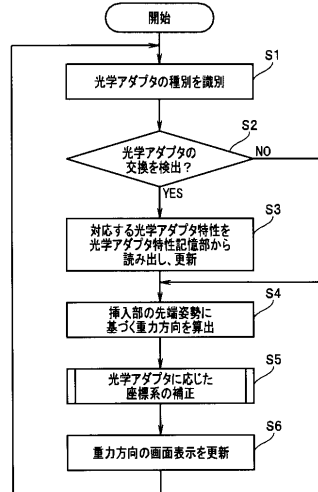 開始
S1
光学アダプタの種別を識別
S2
光学アダプタの
交換を検出?
NO
YES
S3
対応する光学アダプタ特性を
光学アダプタ特性記憶部から
読み出し、更新
S4
挿入部の先端姿勢に
基づく重力方向を算出
S5
光学アダプタに応じた
座標系の補正
S6
重力方向の画面表示を更新